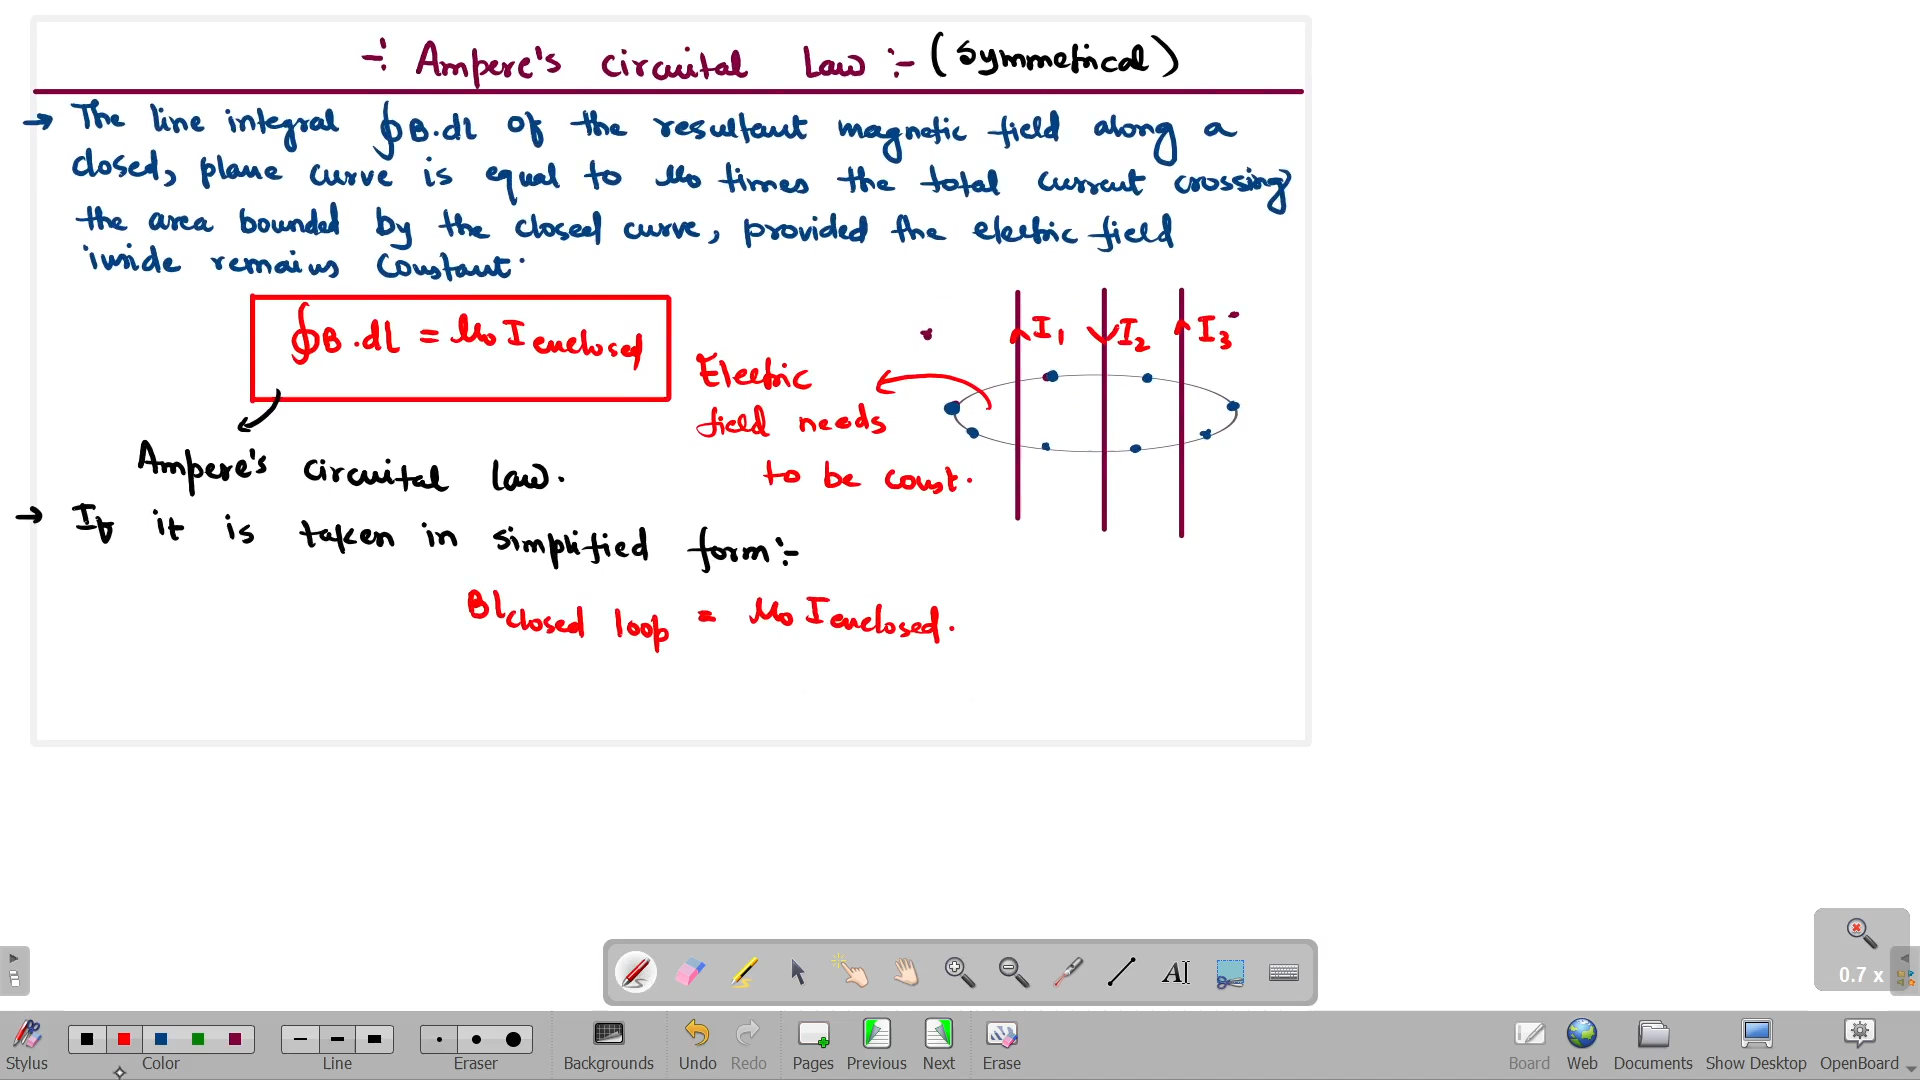 -: Ampere's circuital Law :- (Symmetrical)
→ The line integral ∮B.dl of the resultant magnetic field along a
closed, plane curve is equal to μ₀ times the total current crossing
the area bounded by the closed curve, provided the electric field
inside remains constant.
∮B.dl = μ₀ I enclosed
I₁ I₂ I₃
Electric
field needs
to be const.
Ampere's circuital law.
→ If it is taken in simplified form :-
Bl closed loop = μ₀ I enclosed.
0.7 x
Stylus Color Line Eraser Backgrounds Undo Redo Pages Previous Next Erase Board Web Documents Show Desktop OpenBoard